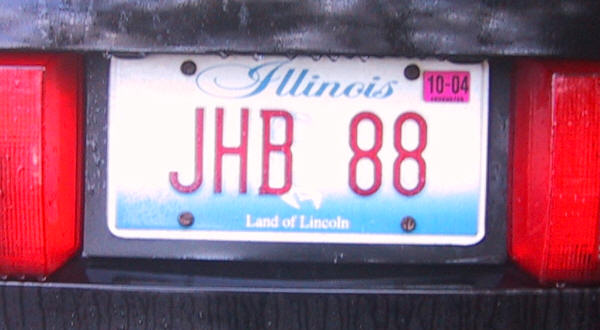 Illinois
10-04
JHB 88
Land of Lincoln